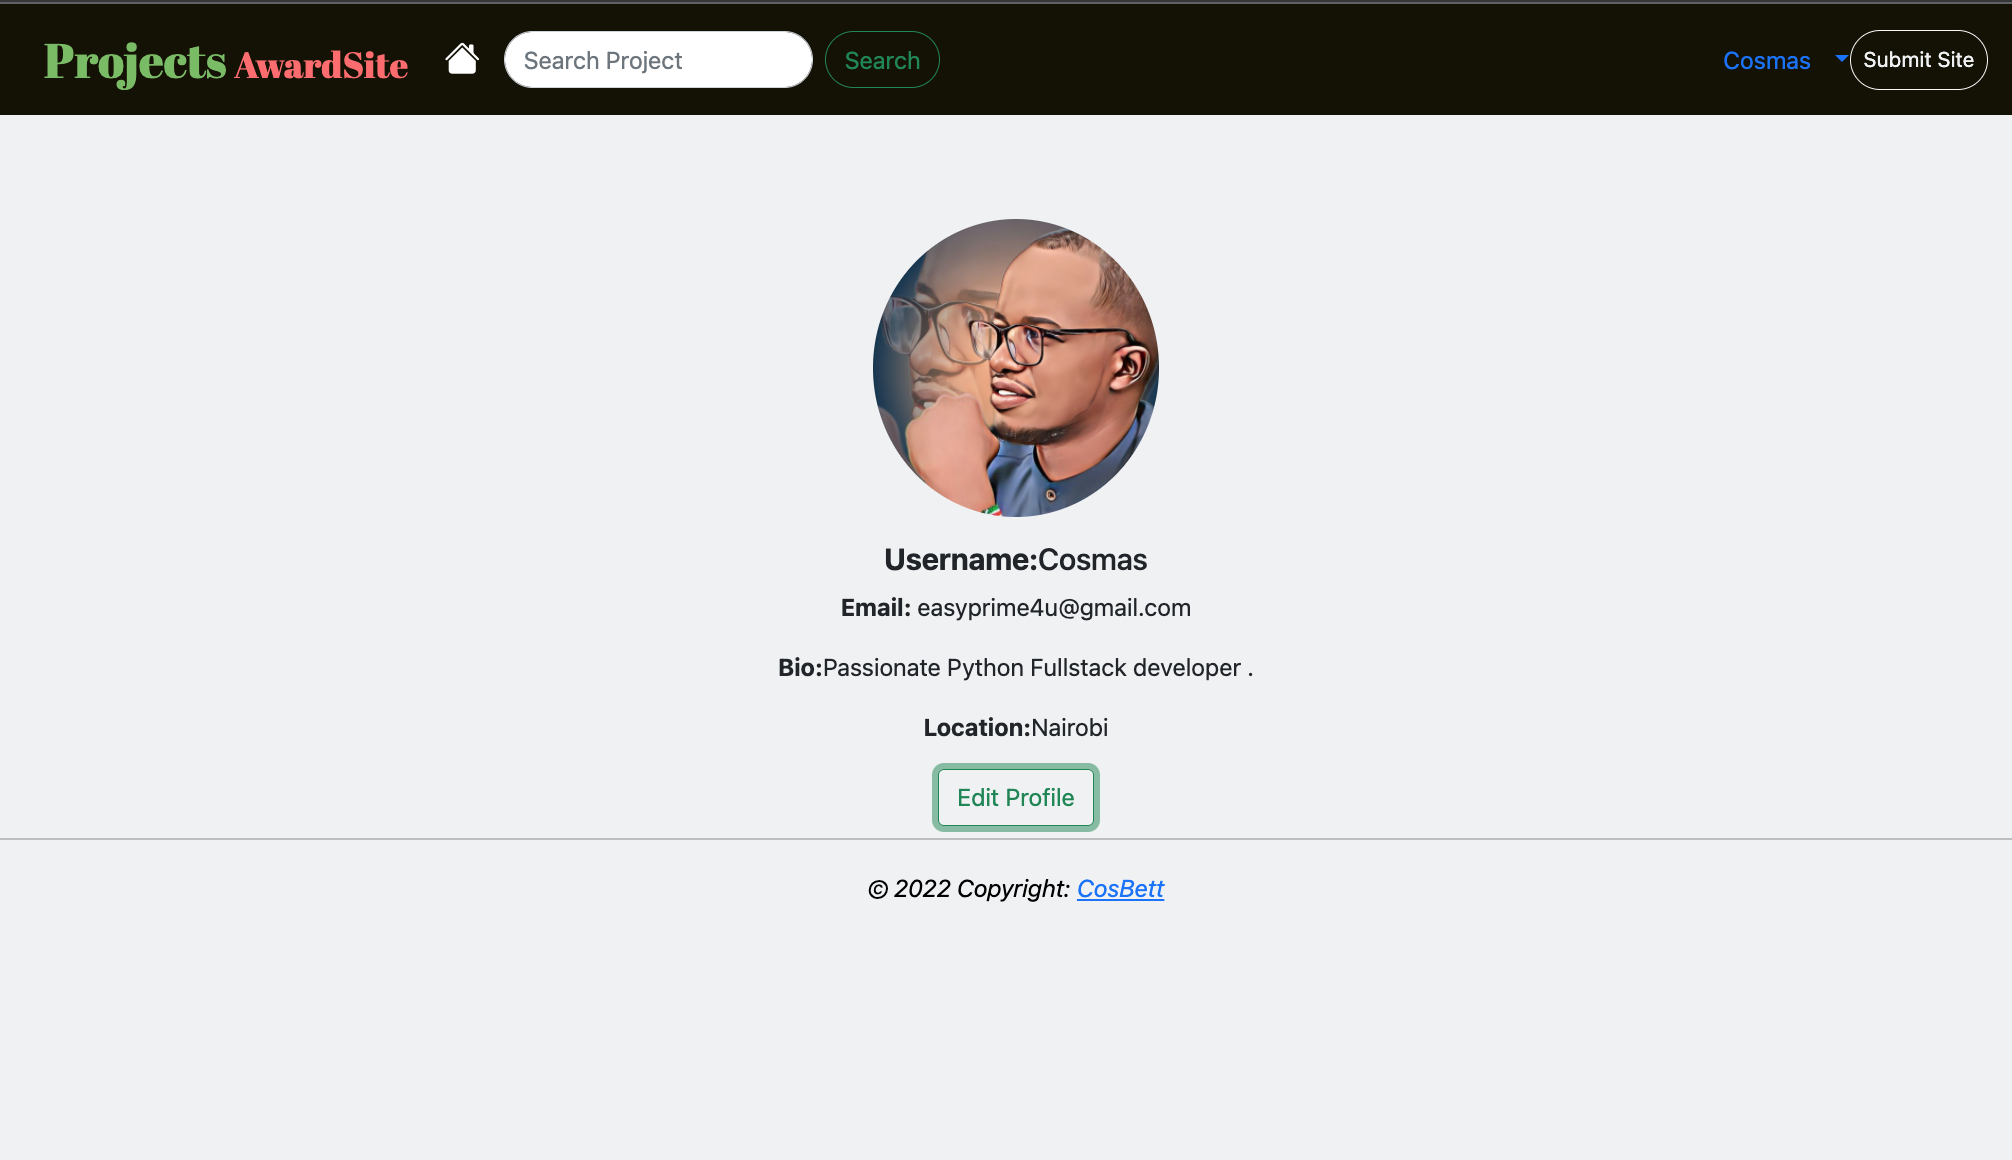 Projects AwardSite Search Project Search Cosmas Submit Site
Username:Cosmas
Email: easyprime4u@gmail.com
Bio:Passionate Python Fullstack developer .
Location:Nairobi
Edit Profile
© 2022 Copyright: CosBett